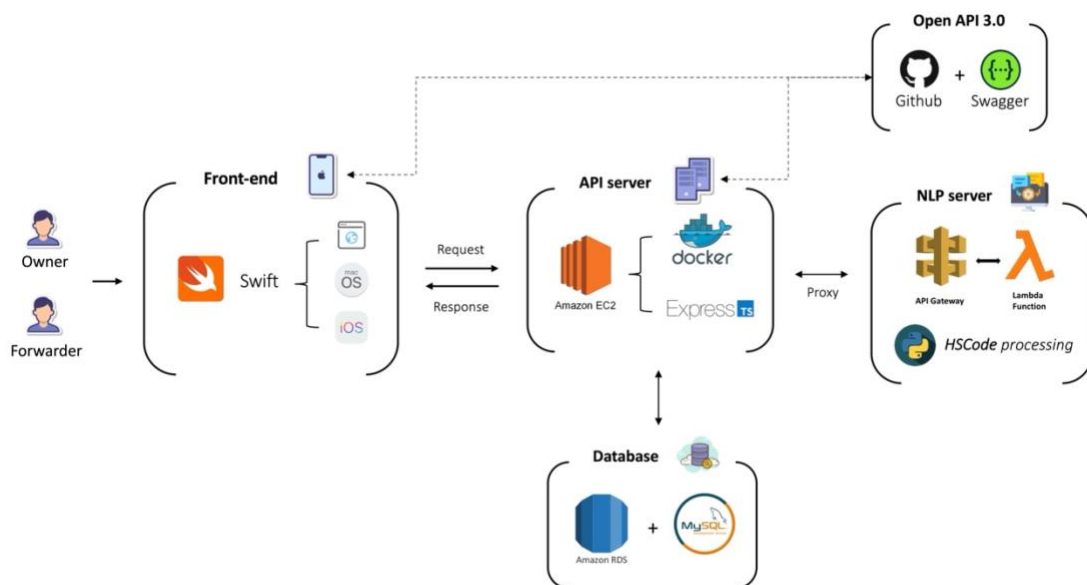 Open API 3.0
Github
+
Swagger
Front-end
API server
NLP server
Owner
Forwarder
Swift
mac
OS
iOS
Request
Response
Amazon EC2
docker
Express TS
Proxy
API Gateway
Lambda
Function
HSCode processing
Database
Amazon RDS
+
MySQL